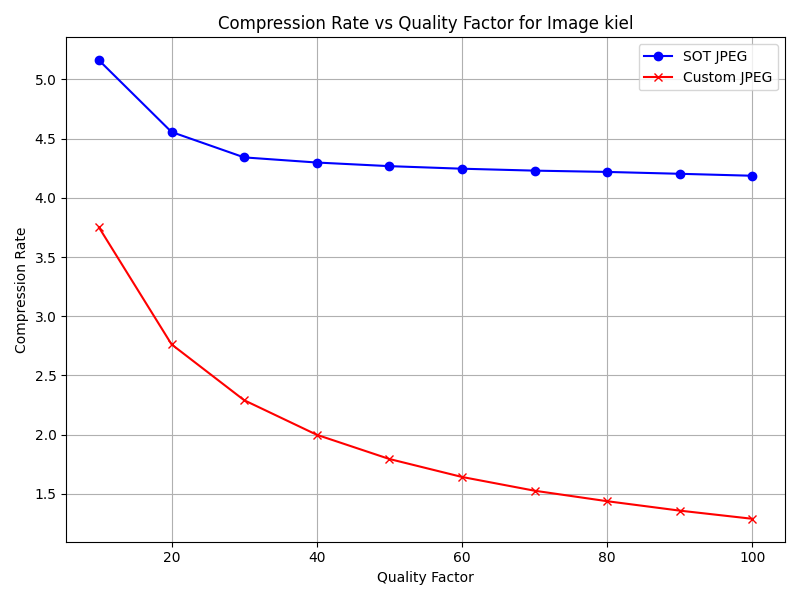 Compression Rate vs Quality Factor for Image kiel
SOT JPEG
Custom JPEG
Compression Rate
5.0
4.5
4.0
3.5
3.0
2.5
2.0
1.5
20 40 60 80 100
Quality Factor